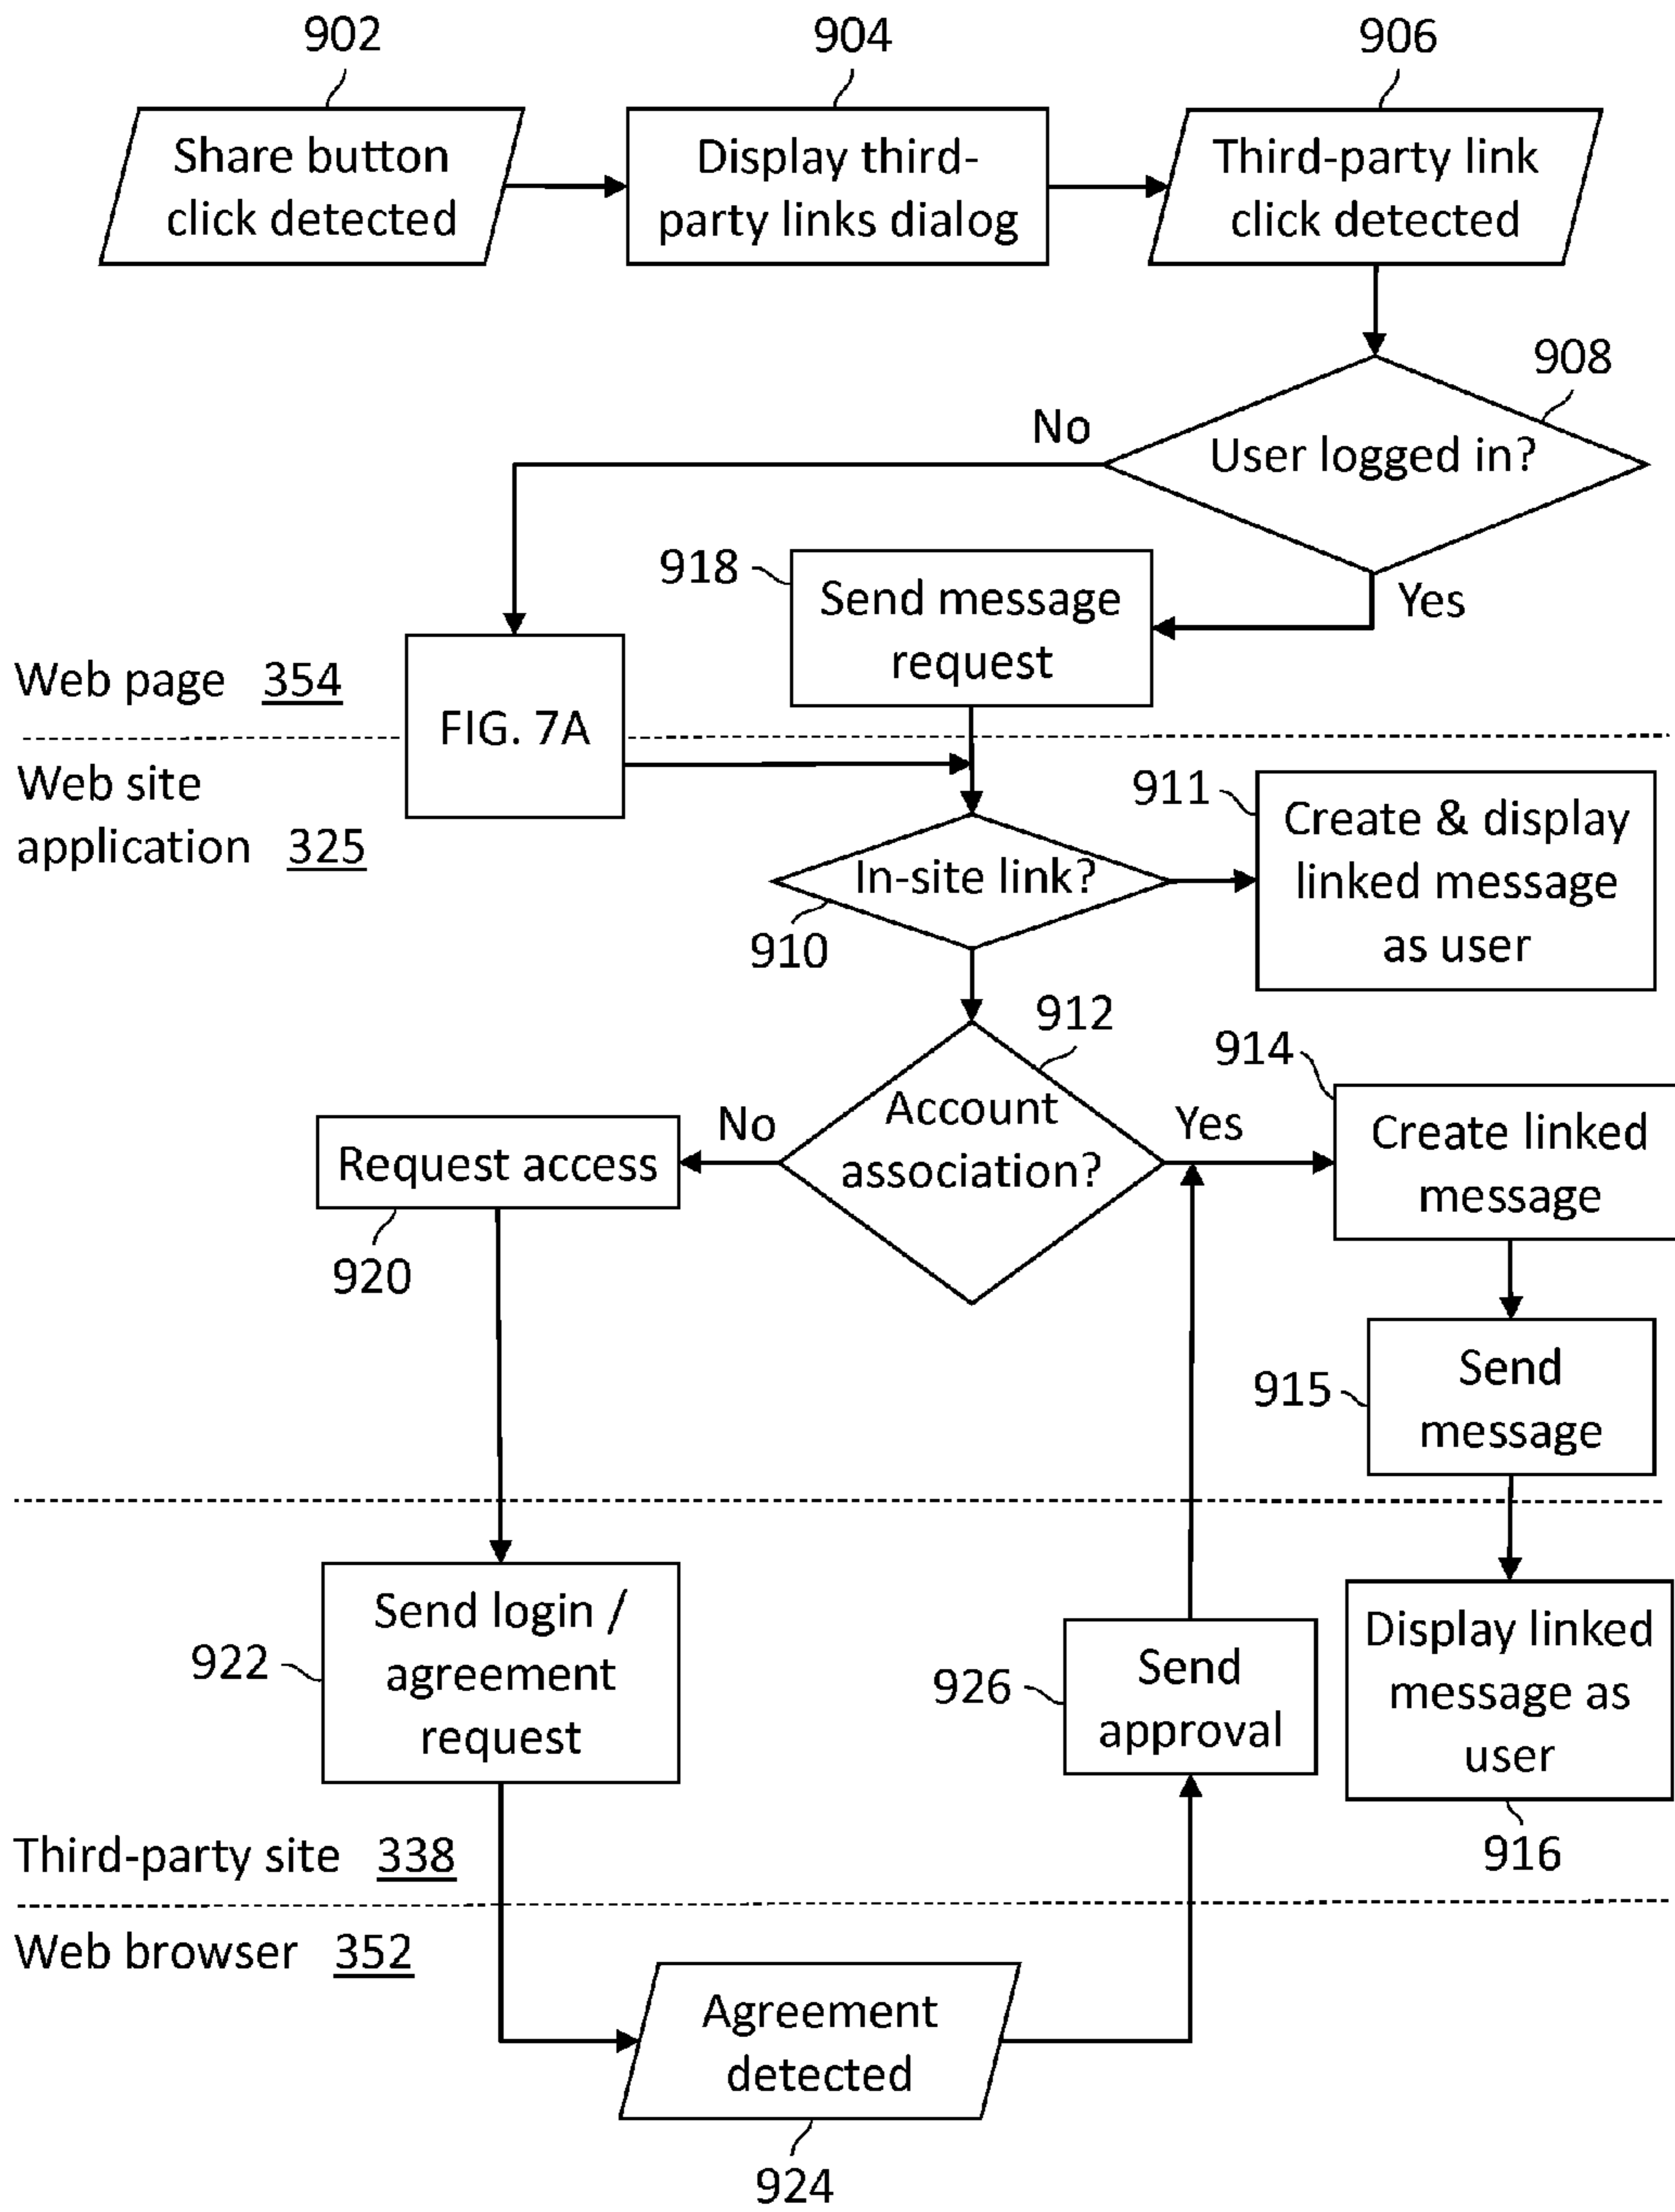 902
904
906
Share button
click detected
Display third-
party links dialog
Third-party link
click detected
908
No
User logged in?
918
Send message
request
Yes
Web page 354
FIG. 7A
Web site
application 325
911
Create & display
linked message
as user
In-site link?
910
912
914
Account
association?
No
Yes
Request access
920
Create linked
message
915
Send
message
922
Send login /
agreement
request
926
Send
approval
Display linked
message as
user
916
Third-party site 338
Web browser 352
Agreement
detected
924